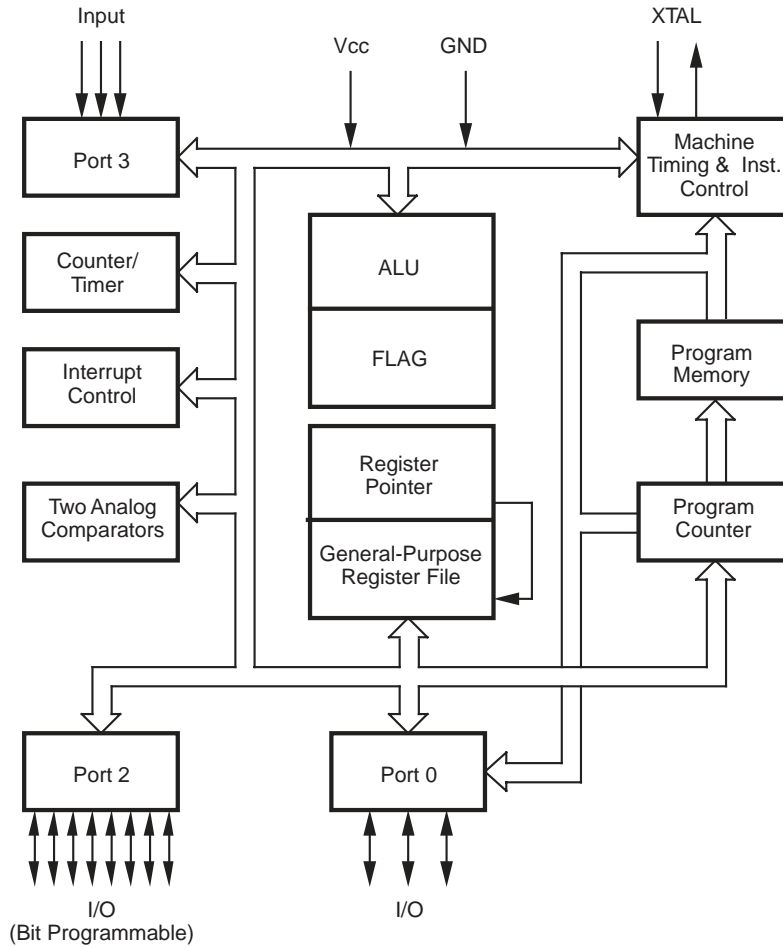 Input
Vcc
GND
XTAL
Port 3
Machine
Timing & Inst.
Control
Counter/
Timer
ALU
FLAG
Interrupt
Control
Program
Memory
Register
Pointer
Two Analog
Comparators
Program
Counter
General-Purpose
Register File
Port 2
Port 0
I/O
(Bit Programmable)
I/O